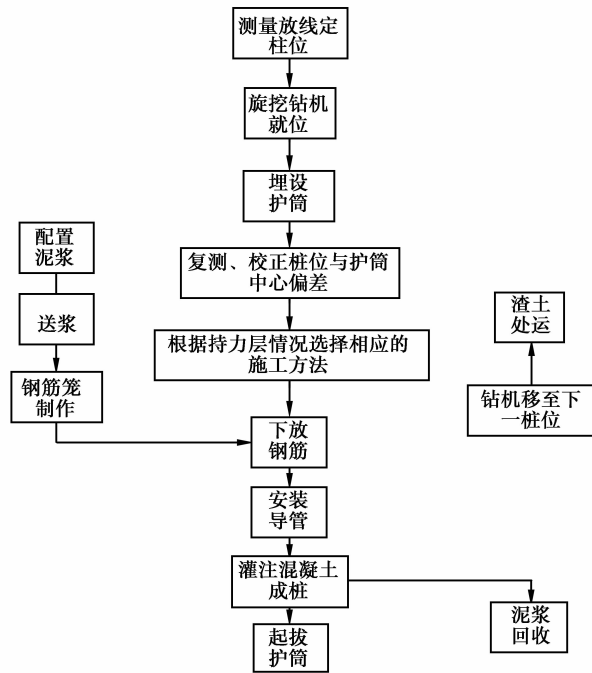 测量放线定
柱位
旋挖钻机
就位
埋设
护筒
复测、校正桩位与护筒
中心偏差
配置
泥浆
送浆
钢筋笼
制作
根据持力层情况选择相应的
施工方法
渣土
处运
钻机移至下
一桩位
下放
钢筋
安装
导管
灌注混凝土
成桩
泥浆
回收
起拔
护筒